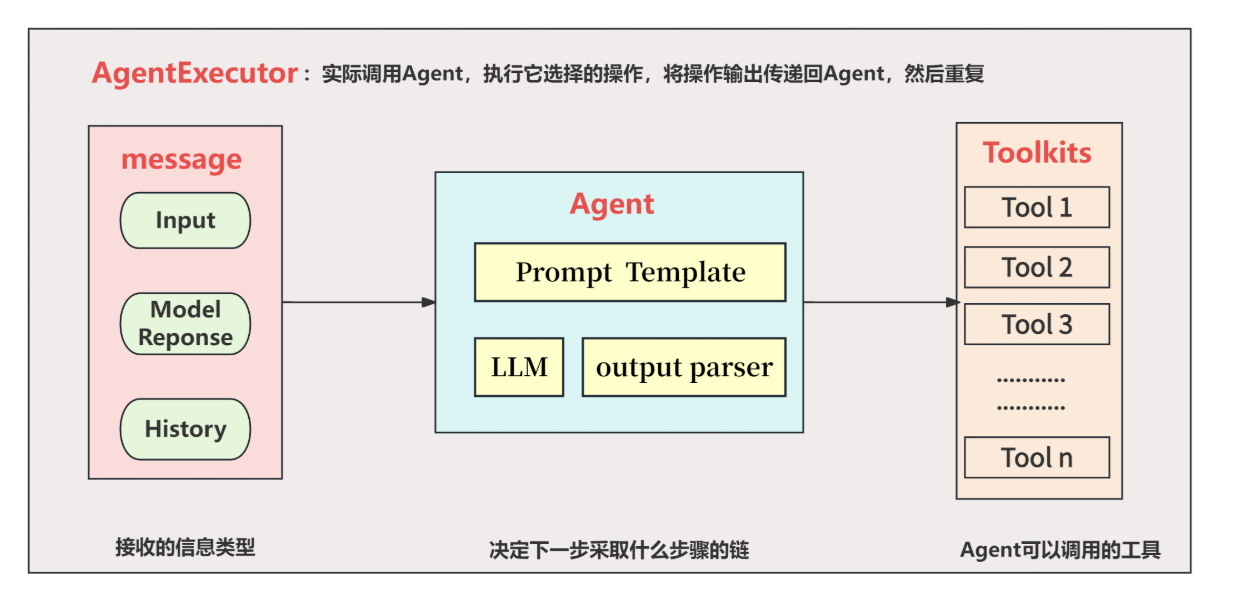 AgentExecutor：实际调用Agent，执行它选择的操作，将操作输出传递回Agent，然后重复
message
Input
Model
Reponse
History
接收的信息类型
Agent
Prompt Template
LLM
output parser
决定下一步采取什么步骤的链
Toolkits
Tool 1
Tool 2
Tool 3
...........
...........
Tool n
Agent可以调用的工具